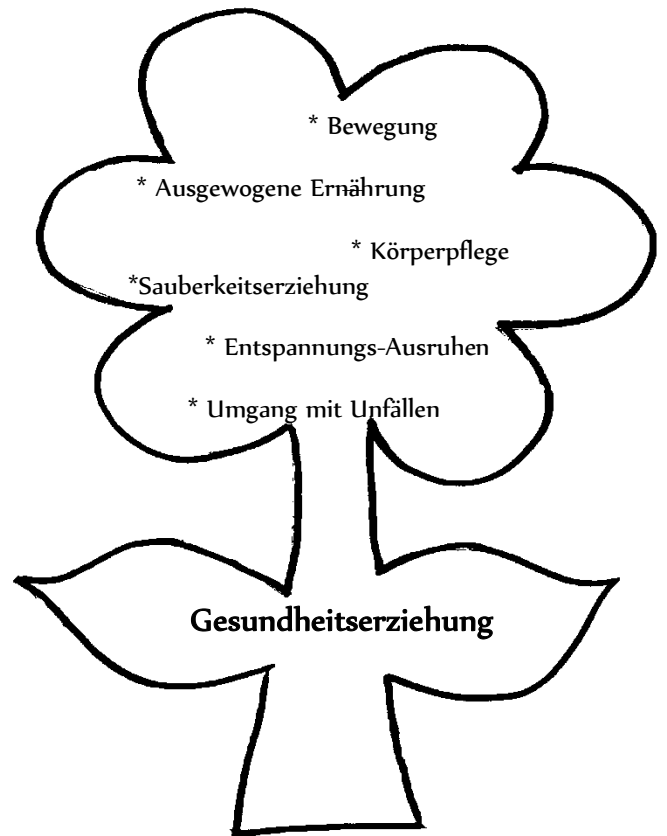 * Bewegung
* Ausgewogene Ernährung
* Körperpflege
*Sauberkeitserziehung
* Entspannungs-Ausruhen
* Umgang mit Unfällen
Gesundheitserziehung